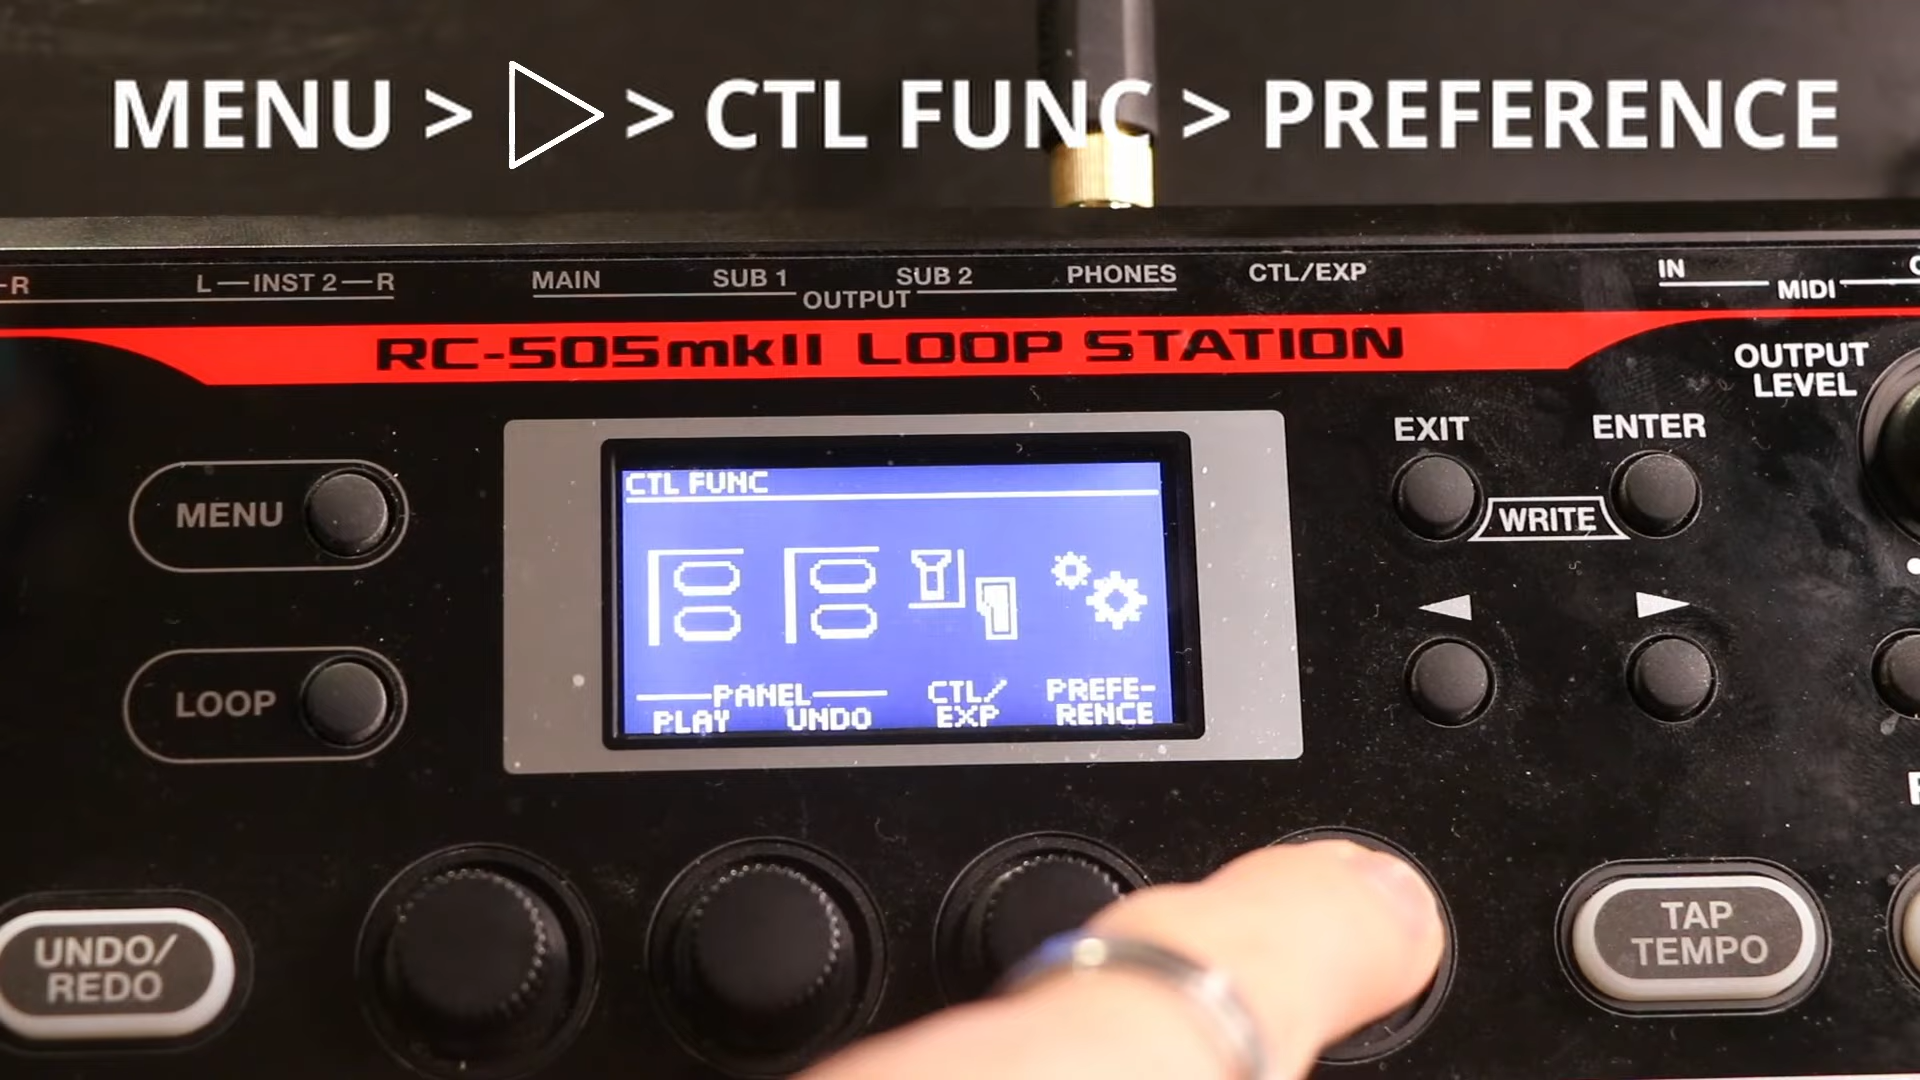 MENU > ▷ > CTL FUNC > PREFERENCE
L—INST 2—R
MAIN SUB 1 SUB 2 PHONES
OUTPUT
CTL/EXP
IN
MIDI
RC-505mkII LOOP STATION
OUTPUT
LEVEL
EXIT ENTER
WRITE
MENU
LOOP
CTL FUNC
PANEL
PLAY UNDO
CTL/
EXP
PREFE-
RENCE
UNDO/
REDO
TAP
TEMPO